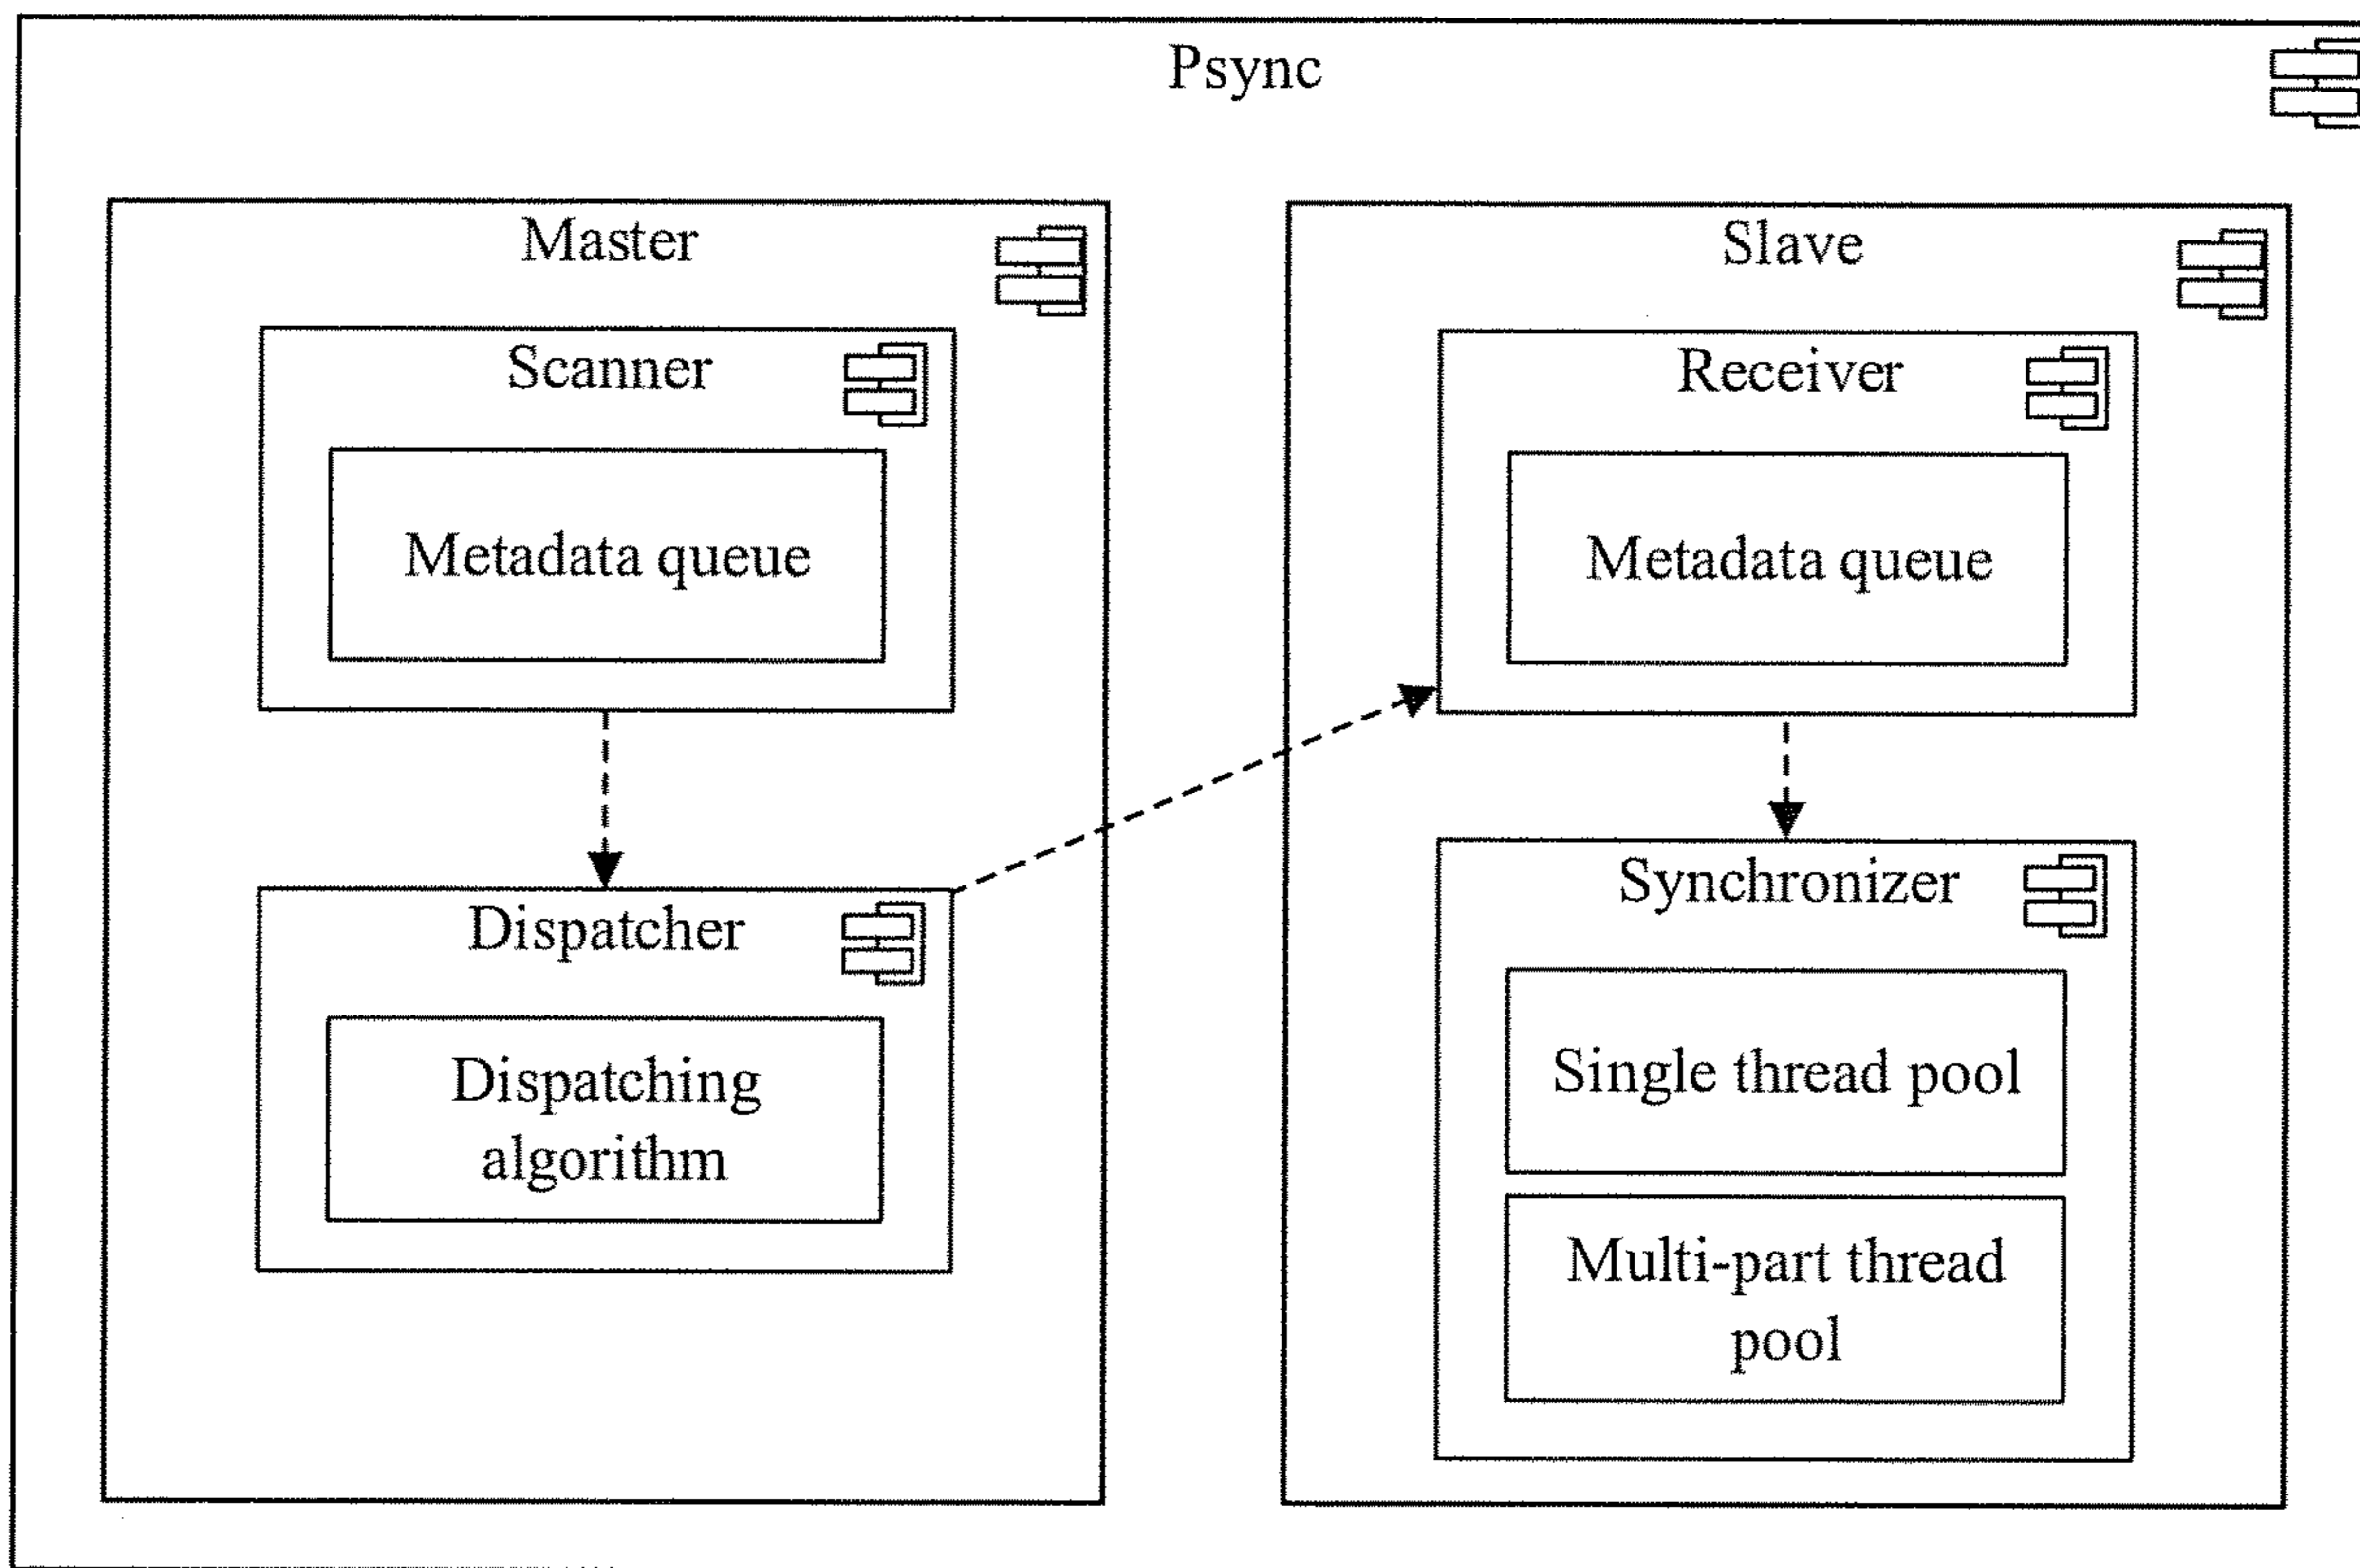 Psync
Master
Scanner
Metadata queue
Dispatcher
Dispatching
algorithm
Slave
Receiver
Metadata queue
Synchronizer
Single thread pool
Multi-part thread
pool